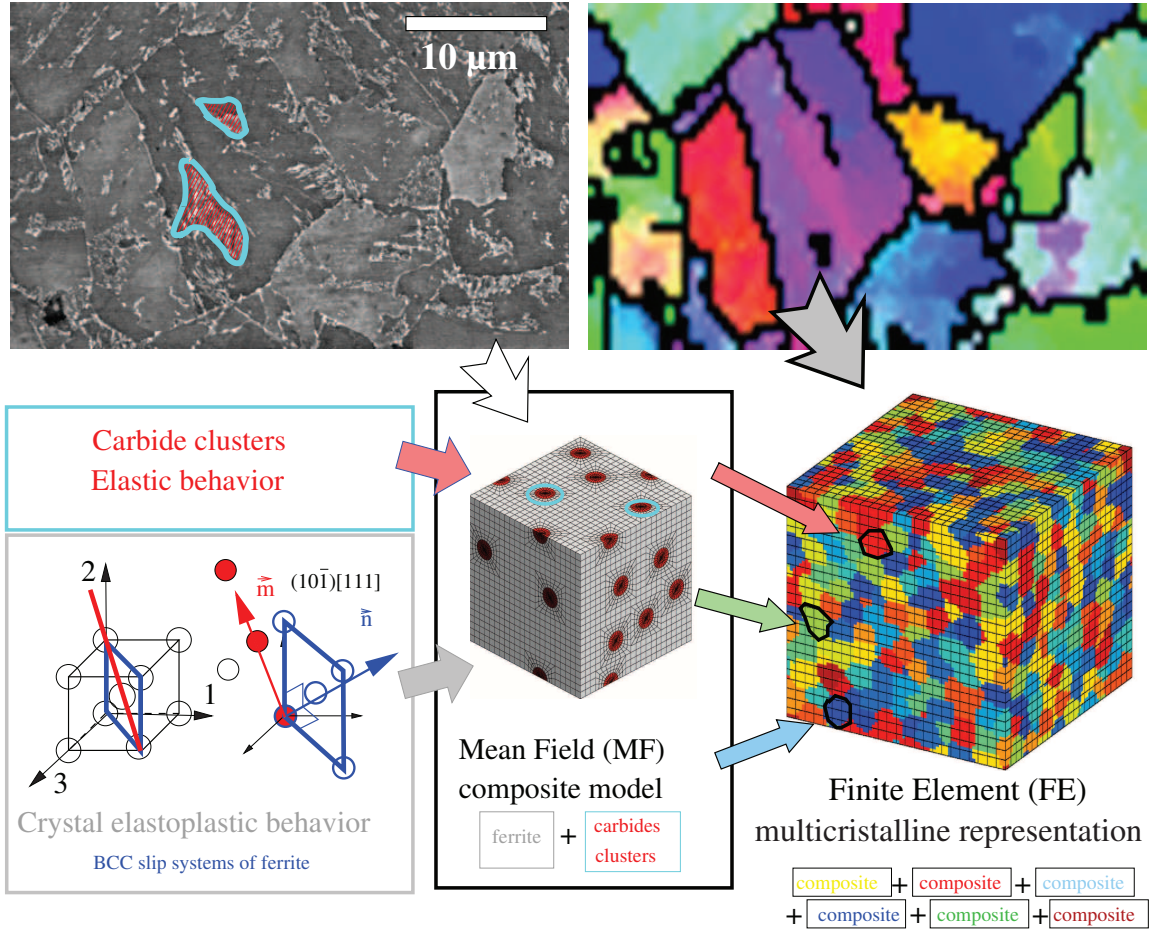 10 µm
Carbide clusters
Elastic behavior
2
1
3
m
(101̄)[111]
n
Crystal elastoplastic behavior
BCC slip systems of ferrite
Mean Field (MF)
composite model
ferrite + carbides
clusters
Finite Element (FE)
multicristalline representation
composite + composite + composite
+ composite + composite + composite